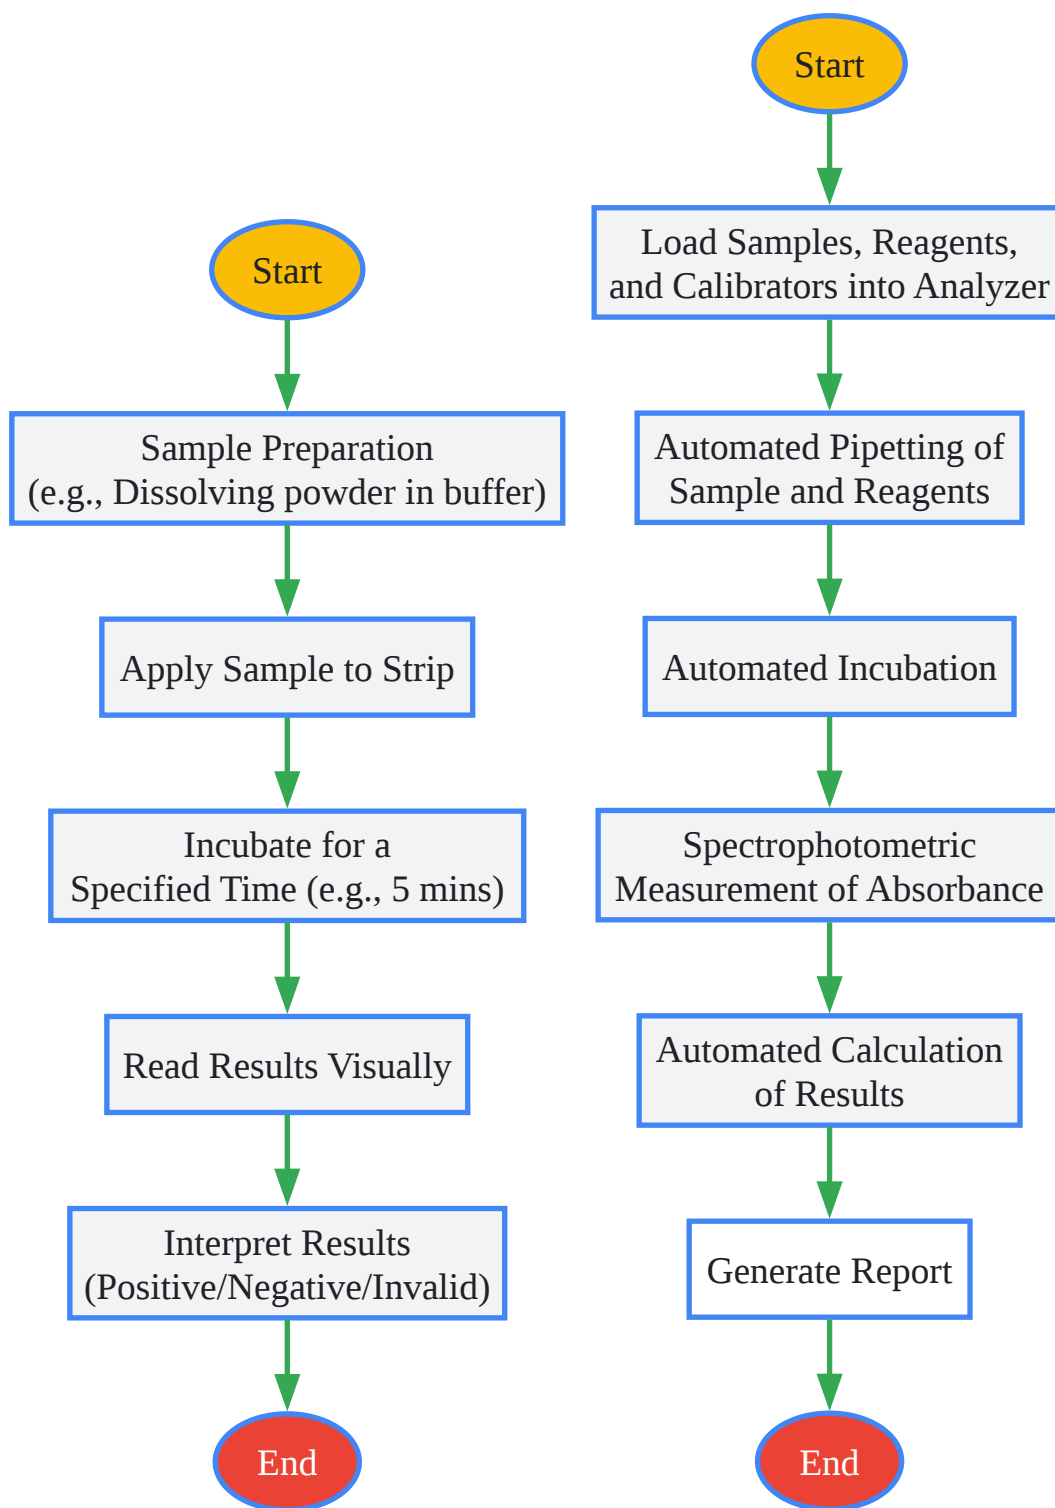 Start
Sample Preparation
(e.g., Dissolving powder in buffer)
Apply Sample to Strip
Incubate for a
Specified Time (e.g., 5 mins)
Read Results Visually
Interpret Results
(Positive/Negative/Invalid)
End
Start
Load Samples, Reagents,
and Calibrators into Analyzer
Automated Pipetting of
Sample and Reagents
Automated Incubation
Spectrophotometric
Measurement of Absorbance
Automated Calculation
of Results
Generate Report
End